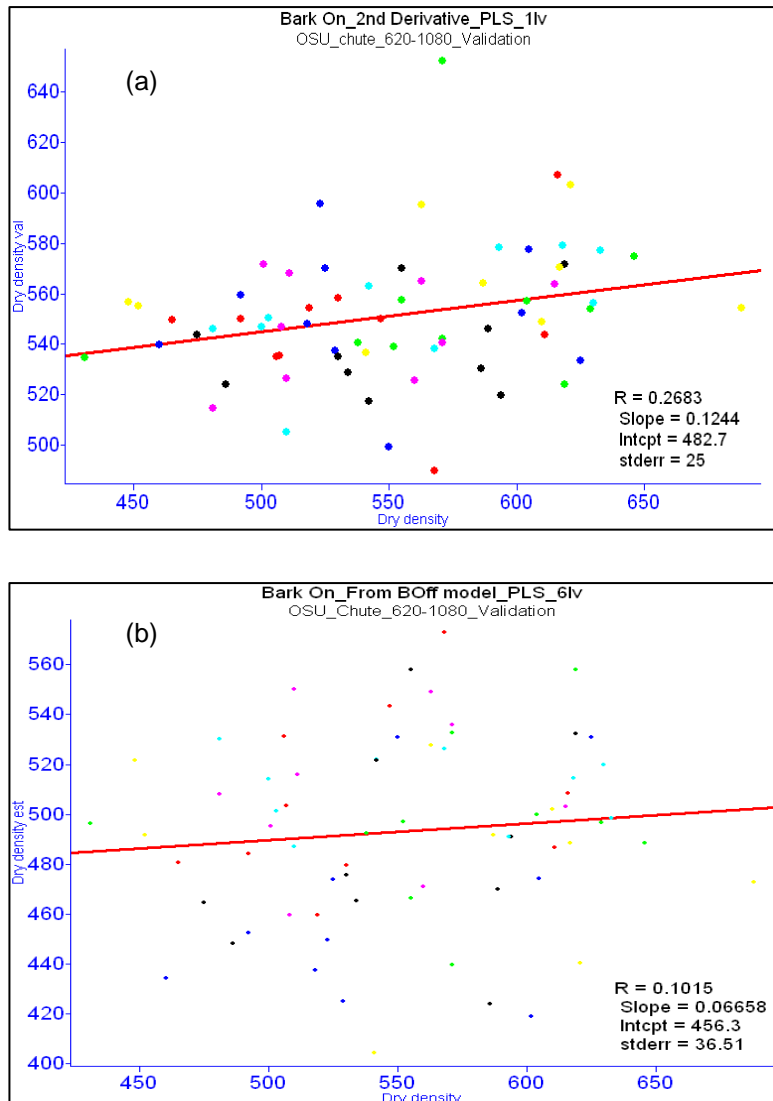 Bark On_2nd Derivative_PLS_1lv
OSU_chute_620-1080_Validation
(a)
640
620
600
580
560
540
520
500
Dry density val
R = 0.2683
Slope = 0.1244
Intcpt = 482.7
stderr = 25
450 500 550 600 650
Dry density
Bark On_From BOff model_PLS_6lv
OSU_Chute_620-1080_Validation
(b)
560
540
520
500
480
460
440
420
400
Dry density est
R = 0.1015
Slope = 0.06658
Intcpt = 456.3
stderr = 36.51
450 500 550 600 650
Dry density